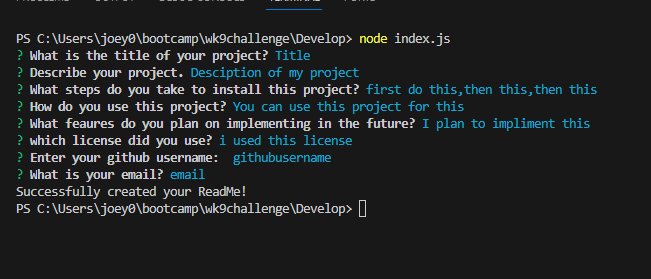 TERMINAL
PS C:\Users\joey0\bootcamp\wk9challenge\Develop> node index.js
? What is the title of your project? Title
? Describe your project. Desciption of my project
? What steps do you take to install this project? first do this,then this,then this
? How do you use this project? You can use this project for this
? What feaures do you plan on implementing in the future? I plan to impliment this
? which license did you use? i used this license
? Enter your github username:  githubusername
? What is your email? email
Successfully created your ReadMe!
PS C:\Users\joey0\bootcamp\wk9challenge\Develop>